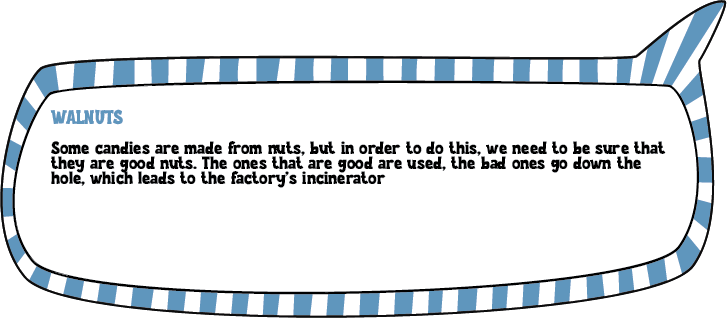 WALNUTS
Some candies are made from nuts, but in order to do this, we need to be sure that
they are good nuts. The ones that are good are used, the bad ones go down the
hole, which leads to the factory's incinerator